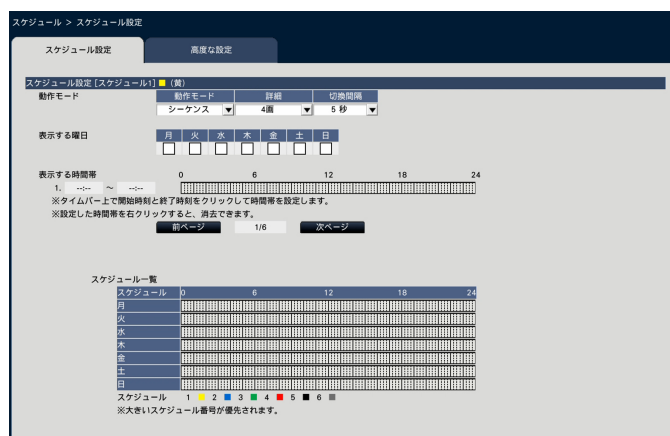 スケジュール > スケジュール設定
スケジュール設定 高度な設定
スケジュール設定 [スケジュール1] (黄)
動作モード 動作モード 詳細 切換間隔
シーケンス 4画 5 秒
表示する曜日 月 火 水 木 金 土 日
表示する時間帯 0 6 12 18 24
1. --:-- ～ --:--
※タイムバー上で開始時刻と終了時刻をクリックして時間帯を設定します。
※設定した時間帯を右クリックすると、消去できます。
前ページ 1/6 次ページ
スケジュール一覧
スケジュール 0 6 12 18 24
月
火
水
木
金
土
日
スケジュール 1 2 3 4 5 6
※大きいスケジュール番号が優先されます。